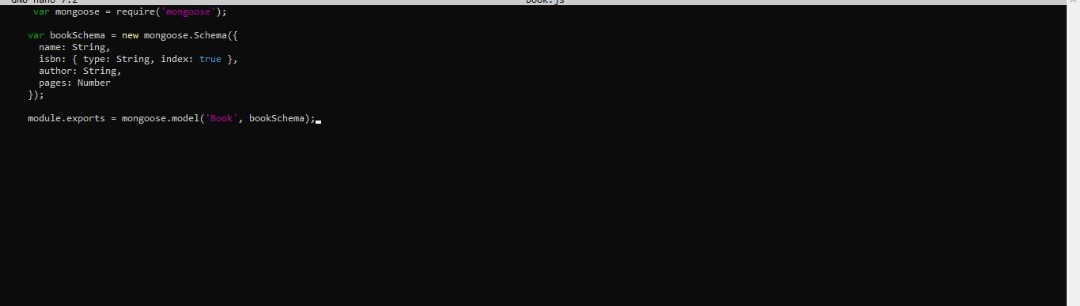 GNU nano 7.2 book.js
var mongoose = require('mongoose');
var bookSchema = new mongoose.Schema({
name: String,
isbn: { type: String, index: true },
author: String,
pages: Number
});
module.exports = mongoose.model('Book', bookSchema);